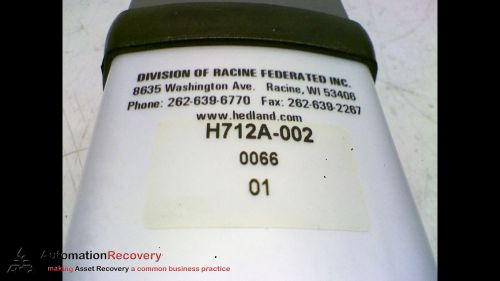 DIVISION OF RACINE FEDERATED INC.
8635 Washington Ave. Racine, WI 53406
Phone: 262-639-6770 Fax: 262-639-2267
www.hedland.com
H712A-002
0066
01
AutomationRecovery
making Asset Recovery a common business practice